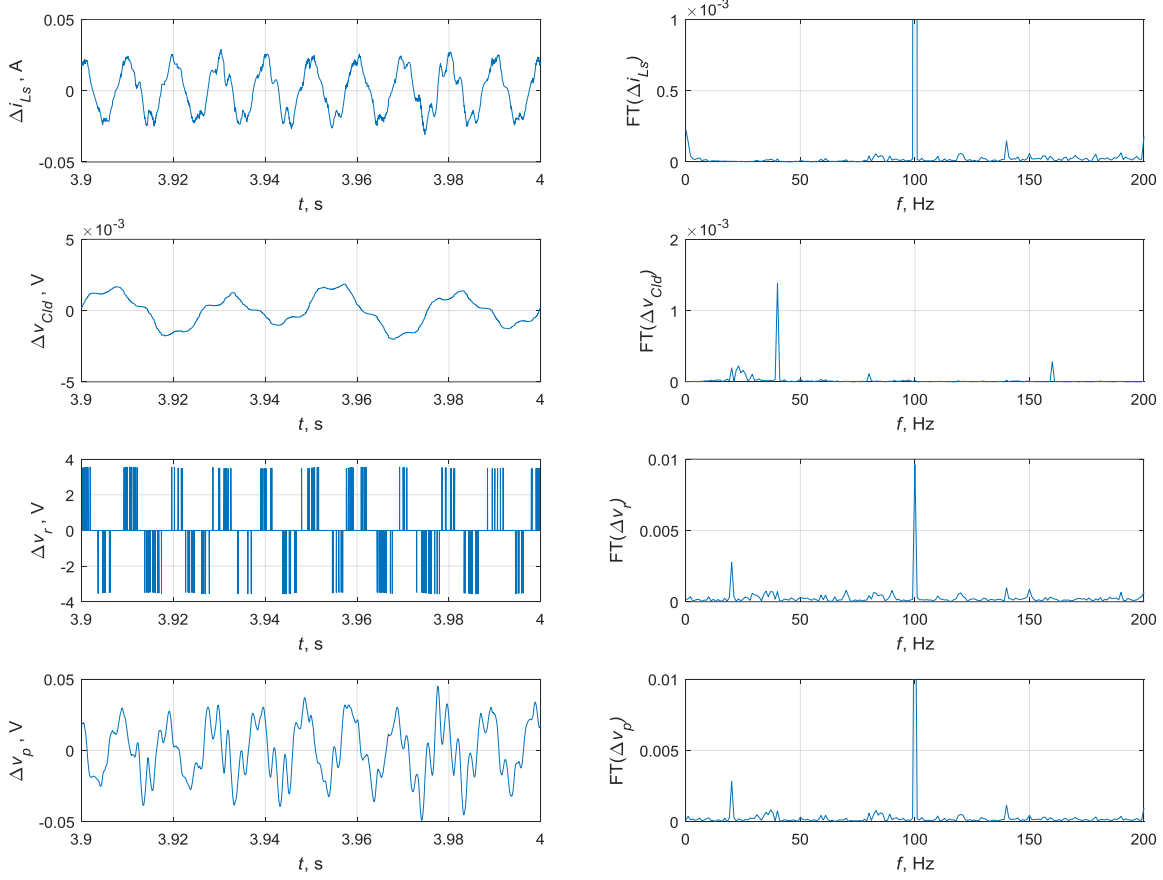 0.05
0
-0.05
Δi_Ls , A
3.9 3.92 3.94 3.96 3.98 4
t, s
×10^-3
1
0.5
0
FT(Δi_Ls)
0 50 100 150 200
f, Hz
×10^-3
5
0
-5
Δv_Cld , V
3.9 3.92 3.94 3.96 3.98 4
t, s
×10^-3
2
1
0
FT(Δv_Cld)
0 50 100 150 200
f, Hz
4
2
0
-2
-4
Δv_r , V
3.9 3.92 3.94 3.96 3.98 4
t, s
0.01
0.005
0
FT(Δv_r)
0 50 100 150 200
f, Hz
0.05
0
-0.05
Δv_p , V
3.9 3.92 3.94 3.96 3.98 4
t, s
0.01
0.005
0
FT(Δv_p)
0 50 100 150 200
f, Hz